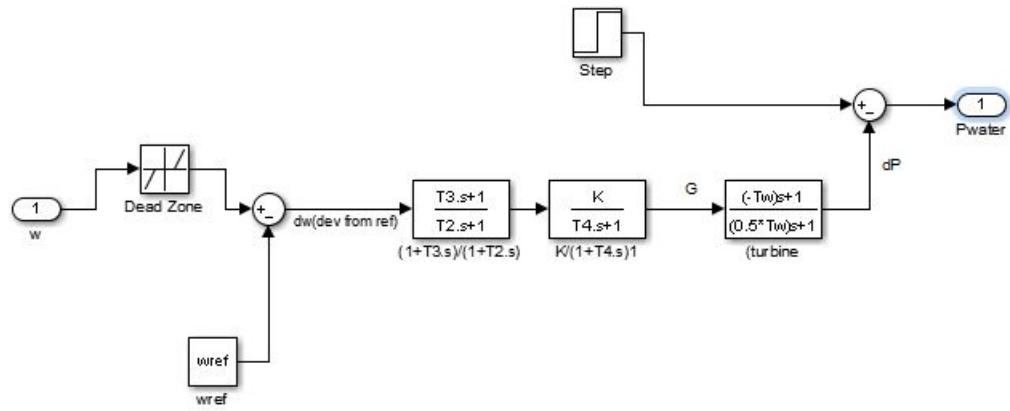 Step
+
−
1
Pwater
dP
1
w
Dead Zone
+
−
dw(dev from ref)
T3.s+1
T2.s+1
(1+T3.s)/(1+T2.s)
K
T4.s+1
K/(1+T4.s)1
G
(-Tw)s+1
(0.5*Tw)s+1
(turbine
wref
wref